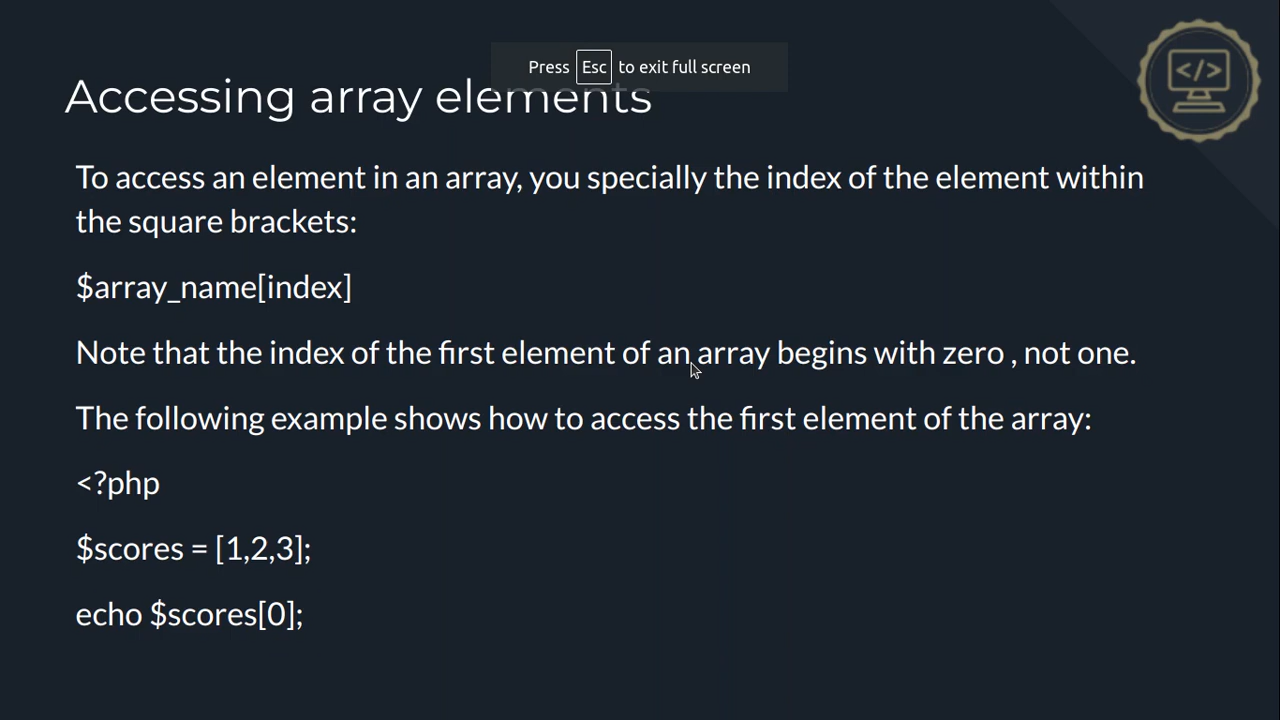 Press Esc to exit full screen
Accessing array elements
To access an element in an array, you specially the index of the element within
the square brackets:
$array_name[index]
Note that the index of the first element of an array begins with zero , not one.
The following example shows how to access the first element of the array:
<?php
$scores = [1,2,3];
echo $scores[0];